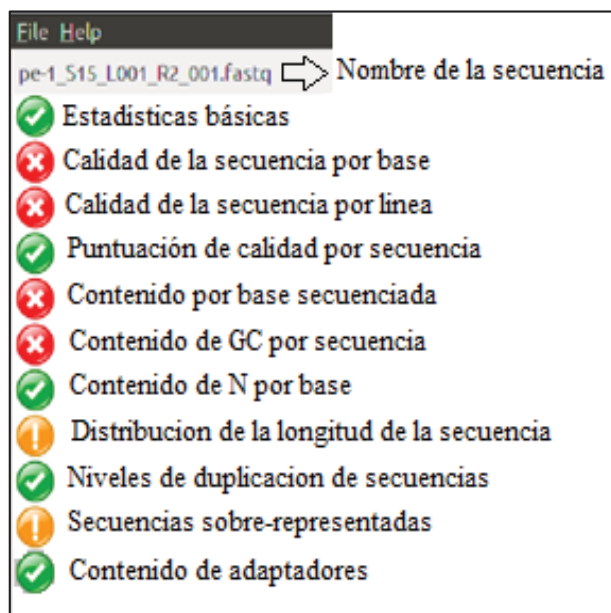 File Help
pe-1_S15_L001_R2_001.fastq Nombre de la secuencia
Estadísticas básicas
Calidad de la secuencia por base
Calidad de la secuencia por linea
Puntuación de calidad por secuencia
Contenido por base secuenciada
Contenido de GC por secuencia
Contenido de N por base
Distribucion de la longitud de la secuencia
Niveles de duplicacion de secuencias
Secuencias sobre-representadas
Contenido de adaptadores